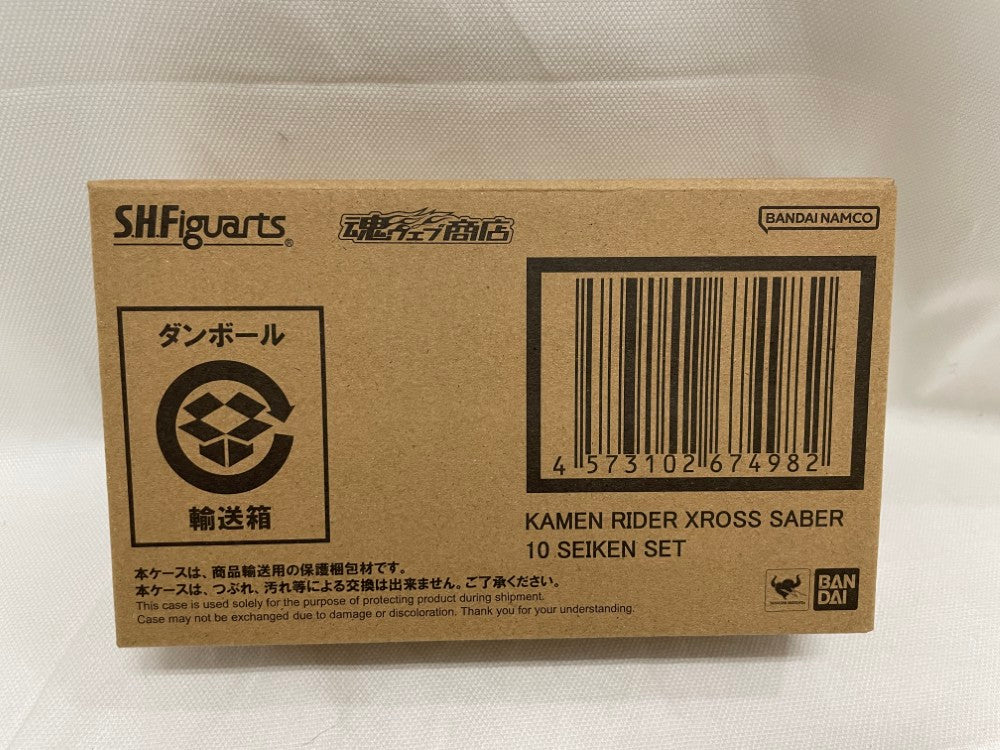 S.H.Figuarts®
魂ウェブ商店
BANDAI NAMCO
ダンボール
輸送箱
4 573102 674982
KAMEN RIDER XROSS SABER
10 SEIKEN SET
本ケースは、商品輸送用の保護梱包材です。
本ケースは、つぶれ、汚れ等による交換は出来ません。ご了承ください。
This case is used solely for the purpose of protecting product during shipment.
Case may not be exchanged due to damage or discoloration. Thank you for your understanding.
BAN
DAI